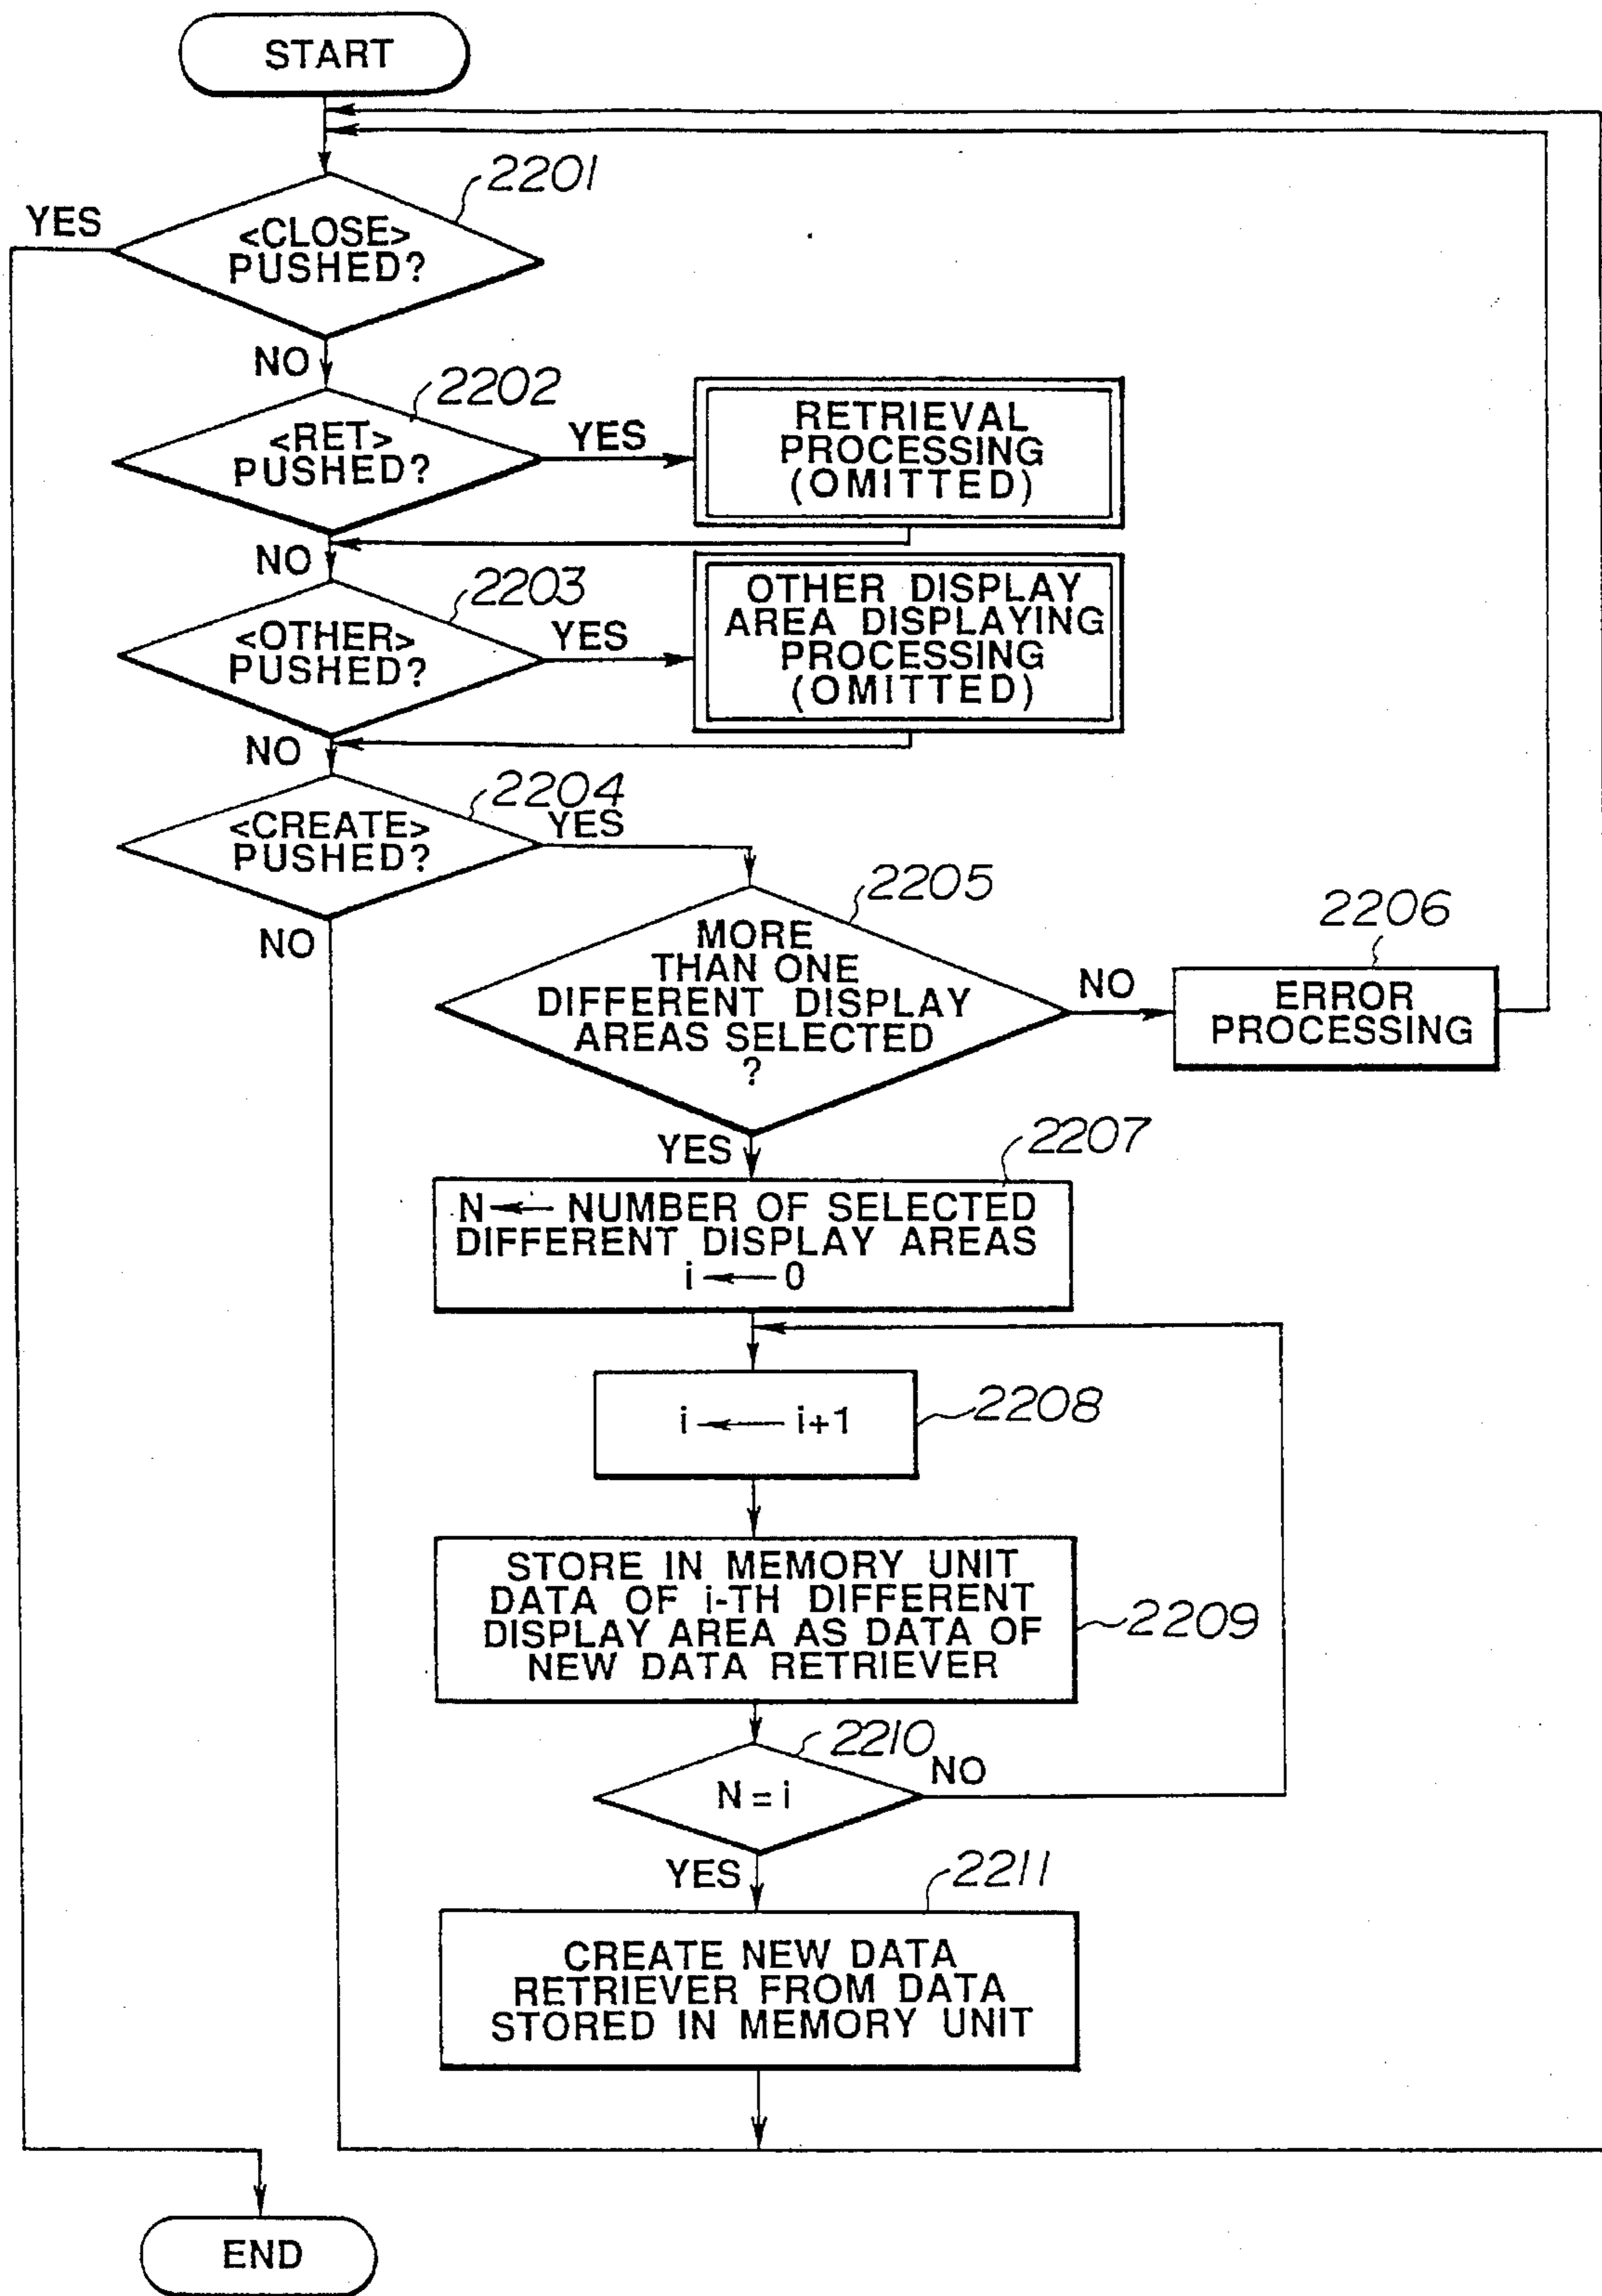 START
2201
YES
<CLOSE>
PUSHED?
NO
2202
<RET>
PUSHED?
YES
RETRIEVAL
PROCESSING
(OMITTED)
NO
2203
<OTHER>
PUSHED?
YES
OTHER DISPLAY
AREA DISPLAYING
PROCESSING
(OMITTED)
NO
2204
<CREATE>
PUSHED?
YES
NO
2205
MORE
THAN ONE
DIFFERENT DISPLAY
AREAS SELECTED
?
NO
2206
ERROR
PROCESSING
YES
2207
N ← NUMBER OF SELECTED
DIFFERENT DISPLAY AREAS
i ← 0
i ← i+1
2208
STORE IN MEMORY UNIT
DATA OF i-TH DIFFERENT
DISPLAY AREA AS DATA OF
NEW DATA RETRIEVER
2209
2210
N = i
NO
YES
2211
CREATE NEW DATA
RETRIEVER FROM DATA
STORED IN MEMORY UNIT
END